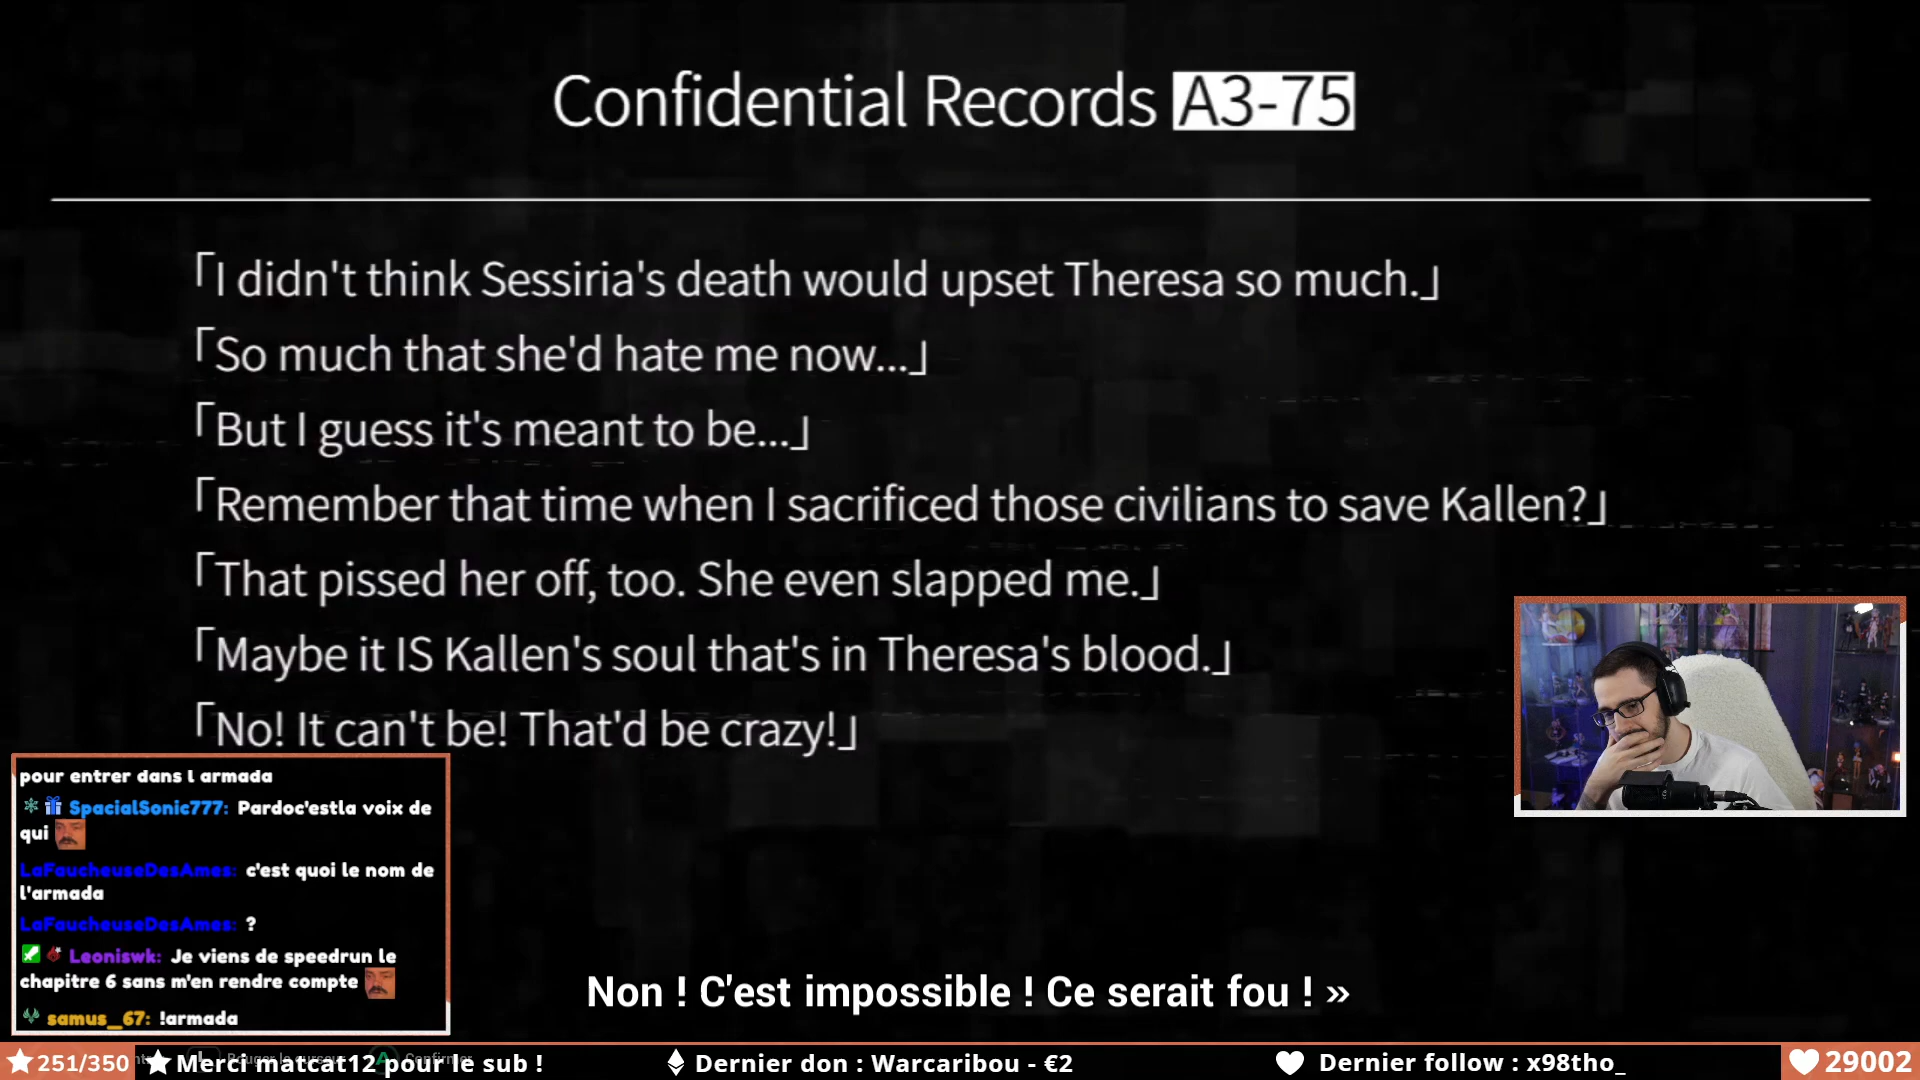 Confidential Records A3-75
「I didn't think Sessiria's death would upset Theresa so much.」
「So much that she'd hate me now...」
「But I guess it's meant to be...」
「Remember that time when I sacrificed those civilians to save Kallen?」
「That pissed her off, too. She even slapped me.」
「Maybe it IS Kallen's soul that's in Theresa's blood.」
「No! It can't be! That'd be crazy!」
pour entrer dans l armada
SpacialSonic777: Pardoc'estla voix de
qui
LaFaucheuseDesAmes: c'est quoi le nom de
l'armada
LaFaucheuseDesAmes: ?
Leoniswk: Je viens de speedrun le
chapitre 6 sans m'en rendre compte
samus_67: !armada
Non ! C'est impossible ! Ce serait fou ! »
251/350 Merci matcat12 pour le sub ! Dernier don : Warcaribou - €2 Dernier follow : x98tho_ 29002